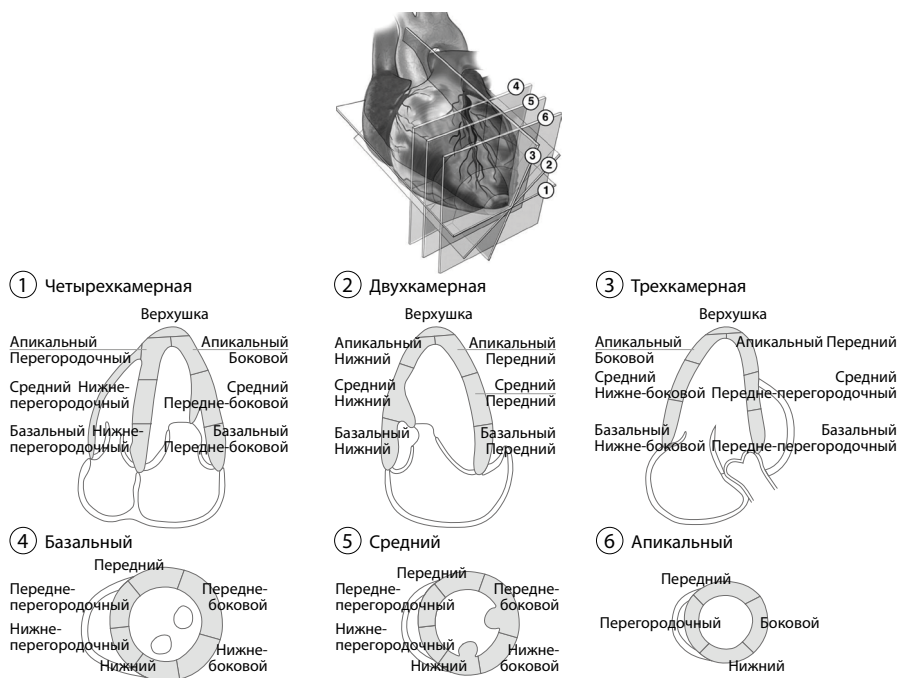 4
5
6
3
2
1
1 Четырехкамерная
Верхушка
Апикальный
Перегородочный
Апикальный
Боковой
Средний Нижне-
перегородочный
Средний
Передне-боковой
Базальный Нижне-
перегородочный
Базальный
Передне-боковой
2 Двухкамерная
Верхушка
Апикальный
Нижний
Апикальный
Передний
Средний
Нижний
Средний
Передний
Базальный
Нижний
Базальный
Передний
3 Трехкамерная
Верхушка
Апикальный
Боковой
Апикальный Передний
Средний
Нижне-боковой
Средний
Передне-перегородочный
Базальный
Нижне-боковой
Базальный
Передне-перегородочный
4 Базальный
Передний
Передне-
перегородочный
Передне-
боковой
Нижне-
перегородочный
Нижне-
боковой
Нижний
5 Средний
Передний
Передне-
перегородочный
Передне-
боковой
Нижне-
перегородочный
Нижне-
боковой
Нижний
6 Апикальный
Передний
Перегородочный
Боковой
Нижний